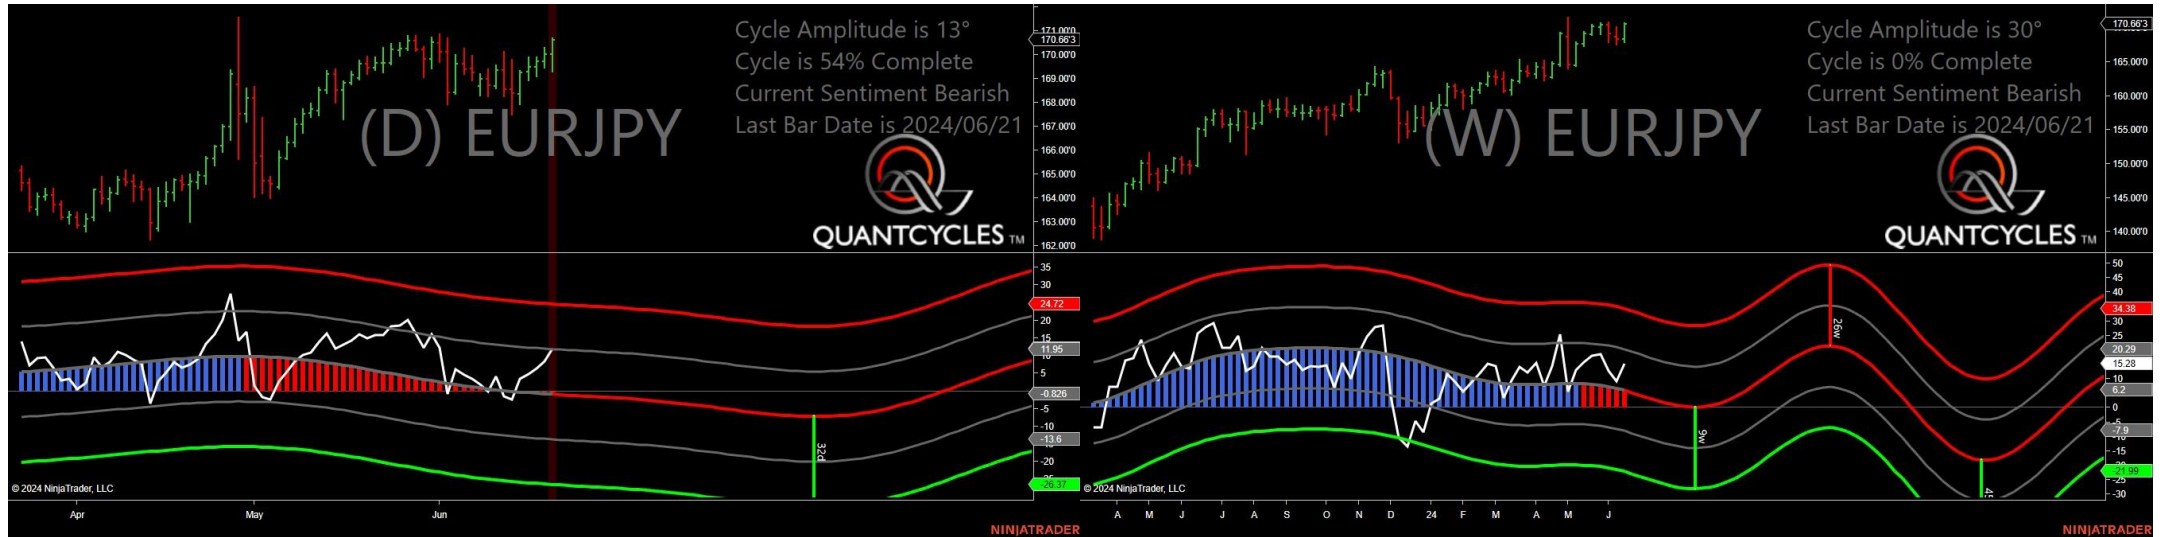 Cycle Amplitude is 13°
Cycle is 54% Complete
Current Sentiment Bearish
Last Bar Date is 2024/06/21
(D) EURJPY
QUANTCYCLES TM
171.00'0
170.66'3
170.00'0
169.00'0
168.00'0
167.00'0
166.00'0
165.00'0
164.00'0
163.00'0
162.00'0
35
30
24.72
20
15
11.95
5
-0.826
-5
-10
-13.6
-20
-26.37
32d
© 2024 NinjaTrader, LLC
Apr May Jun
NINJATRADER
Cycle Amplitude is 30°
Cycle is 0% Complete
Current Sentiment Bearish
Last Bar Date is 2024/06/21
(W) EURJPY
QUANTCYCLES TM
170.66'3
165.00'0
160.00'0
155.00'0
150.00'0
145.00'0
140.00'0
50
45
40
34.38
30
25
20.29
15.28
10
6.2
0
-7.9
-15
-21.99
-25
-30
26w
9w
© 2024 NinjaTrader, LLC
A M J J A S O N D 24 F M A M J
NINJATRADER